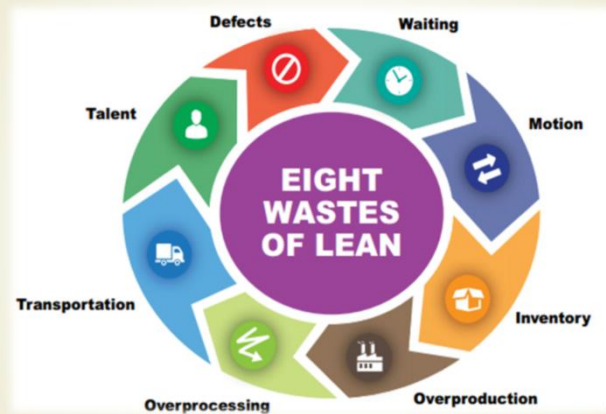 Defects
Waiting
Talent
Motion
EIGHT
WASTES
OF LEAN
Transportation
Inventory
Overproduction
Overprocessing